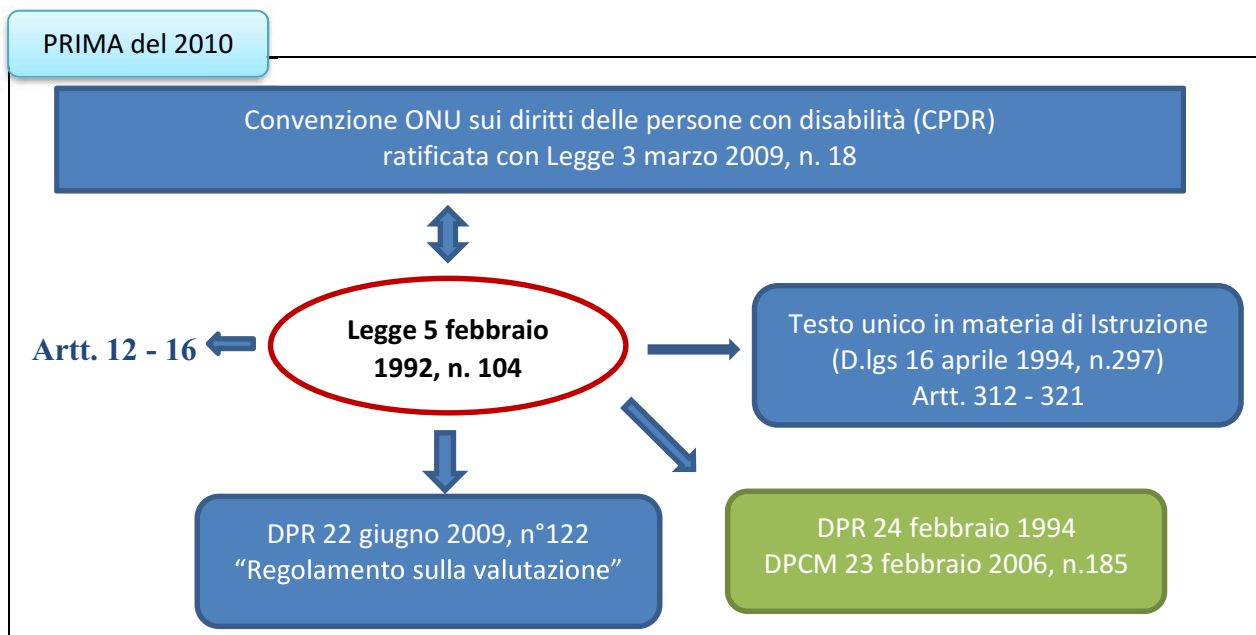 PRIMA del 2010
Convenzione ONU sui diritti delle persone con disabilità (CPDR)
ratificata con Legge 3 marzo 2009, n. 18
Legge 5 febbraio
1992, n. 104
Artt. 12 - 16
Testo unico in materia di Istruzione
(D.lgs 16 aprile 1994, n.297)
Artt. 312 - 321
DPR 22 giugno 2009, n°122
“Regolamento sulla valutazione”
DPR 24 febbraio 1994
DPCM 23 febbraio 2006, n.185